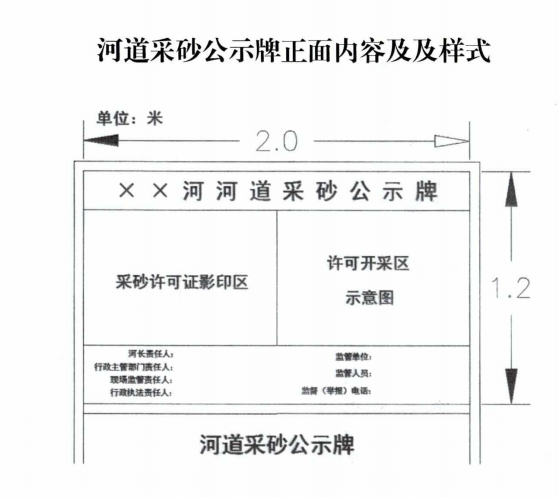 河道采砂公示牌正面内容及及样式
单位：米
2.0
××河河道采砂公示牌
采砂许可证影印区
许可开采区
示意图
1.2
河长责任人：
行政主管部门责任人：
现场监管责任人：
行政执法责任人：
监管单位：
监管人员：
监督（举报）电话：
河道采砂公示牌